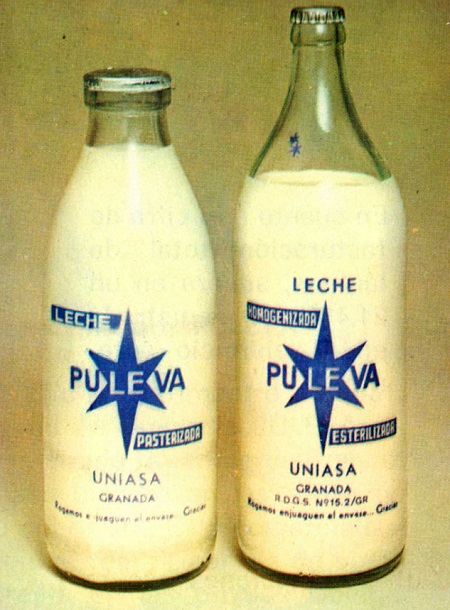 LECHE
PULEVA
PASTERIZADA
UNIASA
GRANADA
Rogamos enjuaguen el envase... Gracias
LECHE
HOMOGENIZADA
PULEVA
ESTERILIZADA
UNIASA
GRANADA
R.D.G.S. Nº15.2/GR
Rogamos enjuaguen el envase... Gracias